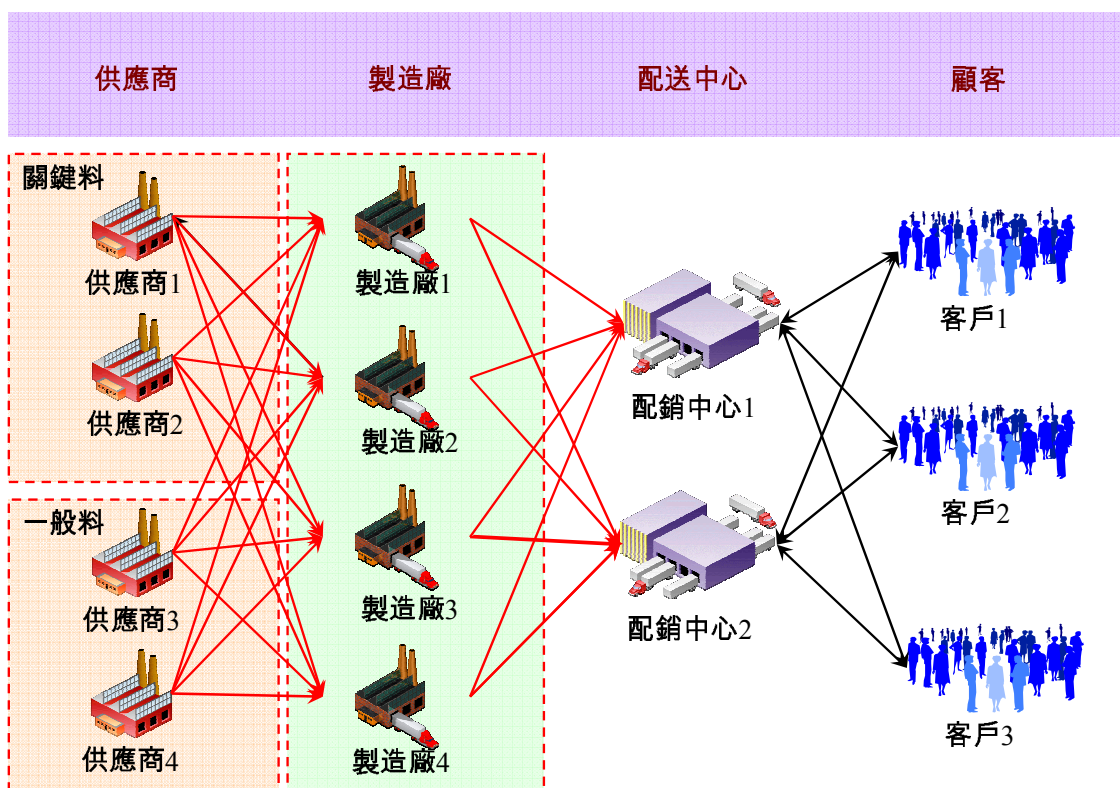 供應商
製造廠
配送中心
顧客
關鍵料
供應商1
供應商2
一般料
供應商3
供應商4
製造廠1
製造廠2
製造廠3
製造廠4
配銷中心1
配銷中心2
客戶1
客戶2
客戶3